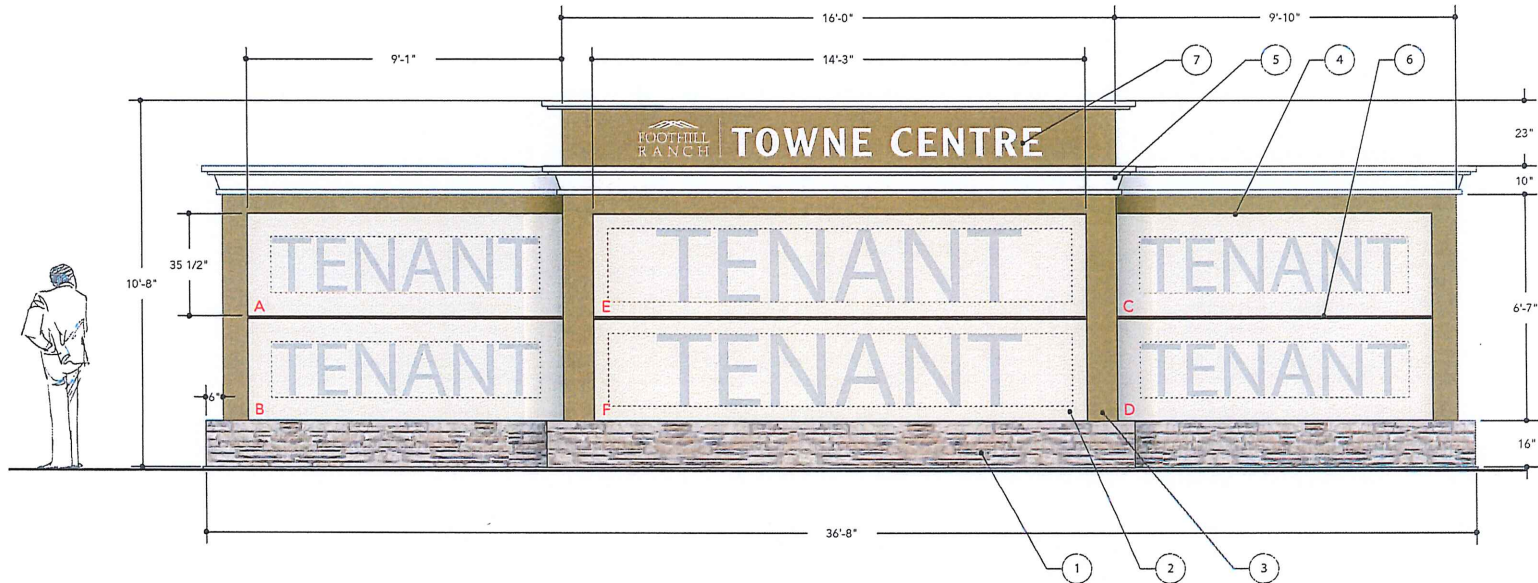 16'-0"
9'-10"
9'-1"
14'-3"
7
5
4
6
FOOTHILL
RANCH
TOWNE CENTRE
23"
10"
35 1/2"
10'-8"
6'-7"
TENANT
A
TENANT
E
TENANT
C
TENANT
B
TENANT
F
TENANT
D
6"
16"
36'-8"
1
2
3